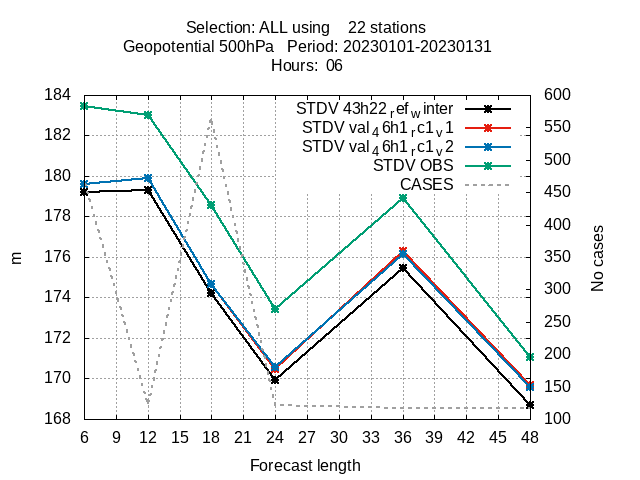 Selection: ALL using 22 stations
Geopotential 500hPa Period: 20230101-20230131
Hours: 06
184
182
180
178
176
174
172
170
168
m
STDV 43h22refwinter
STDV val46h1rc1v1
STDV val46h1rc1v2
STDV OBS
CASES
600
550
500
450
400
350
300
250
200
150
100
No cases
6 9 12 15 18 21 24 27 30 33 36 39 42 45 48
Forecast length